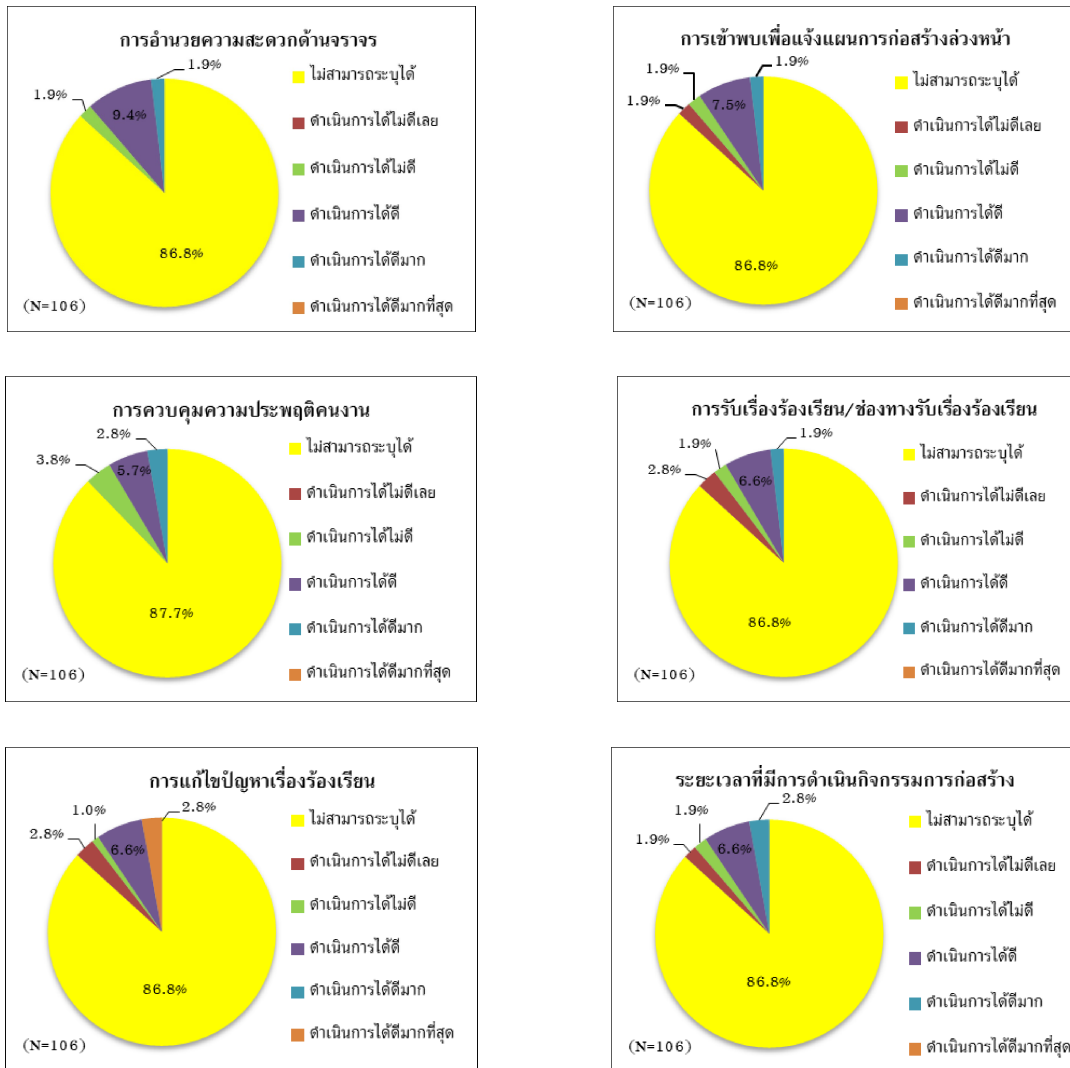 การอำนวยความสะดวกด้านจราจร
1.9%
1.9%
9.4%
86.8%
ไม่สามารถระบุได้
ดำเนินการได้ไม่ดีเลย
ดำเนินการได้ไม่ดี
ดำเนินการได้ดี
ดำเนินการได้ดีมาก
ดำเนินการได้ดีมากที่สุด
(N=106)
การเข้าพบเพื่อแจ้งแผนการก่อสร้างล่วงหน้า
1.9%
1.9%
1.9%
7.5%
86.8%
ไม่สามารถระบุได้
ดำเนินการได้ไม่ดีเลย
ดำเนินการได้ไม่ดี
ดำเนินการได้ดี
ดำเนินการได้ดีมาก
ดำเนินการได้ดีมากที่สุด
(N=106)
การควบคุมความประพฤติคนงาน
2.8%
3.8%
5.7%
87.7%
ไม่สามารถระบุได้
ดำเนินการได้ไม่ดีเลย
ดำเนินการได้ไม่ดี
ดำเนินการได้ดี
ดำเนินการได้ดีมาก
ดำเนินการได้ดีมากที่สุด
(N=106)
การรับเรื่องร้องเรียน/ช่องทางรับเรื่องร้องเรียน
1.9%
1.9%
2.8%
6.6%
86.8%
ไม่สามารถระบุได้
ดำเนินการได้ไม่ดีเลย
ดำเนินการได้ไม่ดี
ดำเนินการได้ดี
ดำเนินการได้ดีมาก
ดำเนินการได้ดีมากที่สุด
(N=106)
การแก้ไขปัญหาเรื่องร้องเรียน
2.8%
1.0%
2.8%
6.6%
86.8%
ไม่สามารถระบุได้
ดำเนินการได้ไม่ดีเลย
ดำเนินการได้ไม่ดี
ดำเนินการได้ดี
ดำเนินการได้ดีมาก
ดำเนินการได้ดีมากที่สุด
(N=106)
ระยะเวลาที่มีการดำเนินกิจกรรมการก่อสร้าง
2.8%
1.9%
1.9%
6.6%
86.8%
ไม่สามารถระบุได้
ดำเนินการได้ไม่ดีเลย
ดำเนินการได้ไม่ดี
ดำเนินการได้ดี
ดำเนินการได้ดีมาก
ดำเนินการได้ดีมากที่สุด
(N=106)